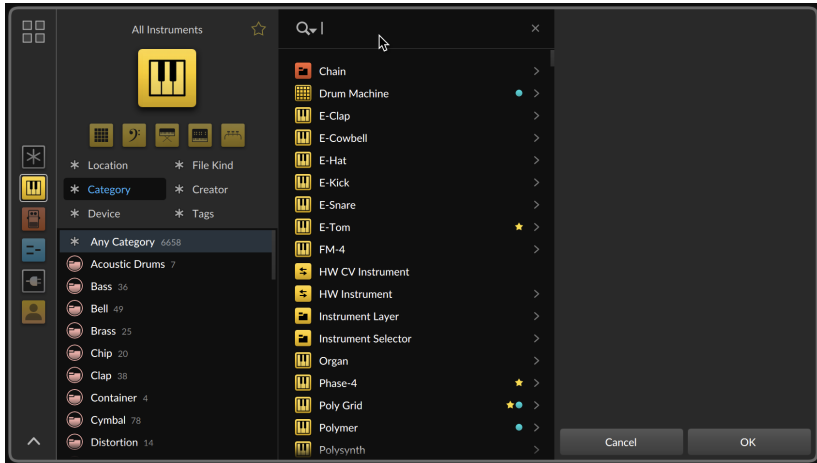 All Instruments
Location
File Kind
Category
Creator
Device
Tags
Any Category 6658
Acoustic Drums 7
Bass 36
Bell 49
Brass 25
Chip 20
Clap 38
Container 4
Cymbal 78
Distortion 14
Chain
Drum Machine
E-Clap
E-Cowbell
E-Hat
E-Kick
E-Snare
E-Tom
FM-4
HW CV Instrument
HW Instrument
Instrument Layer
Instrument Selector
Organ
Phase-4
Poly Grid
Polymer
Polysynth
Cancel
OK